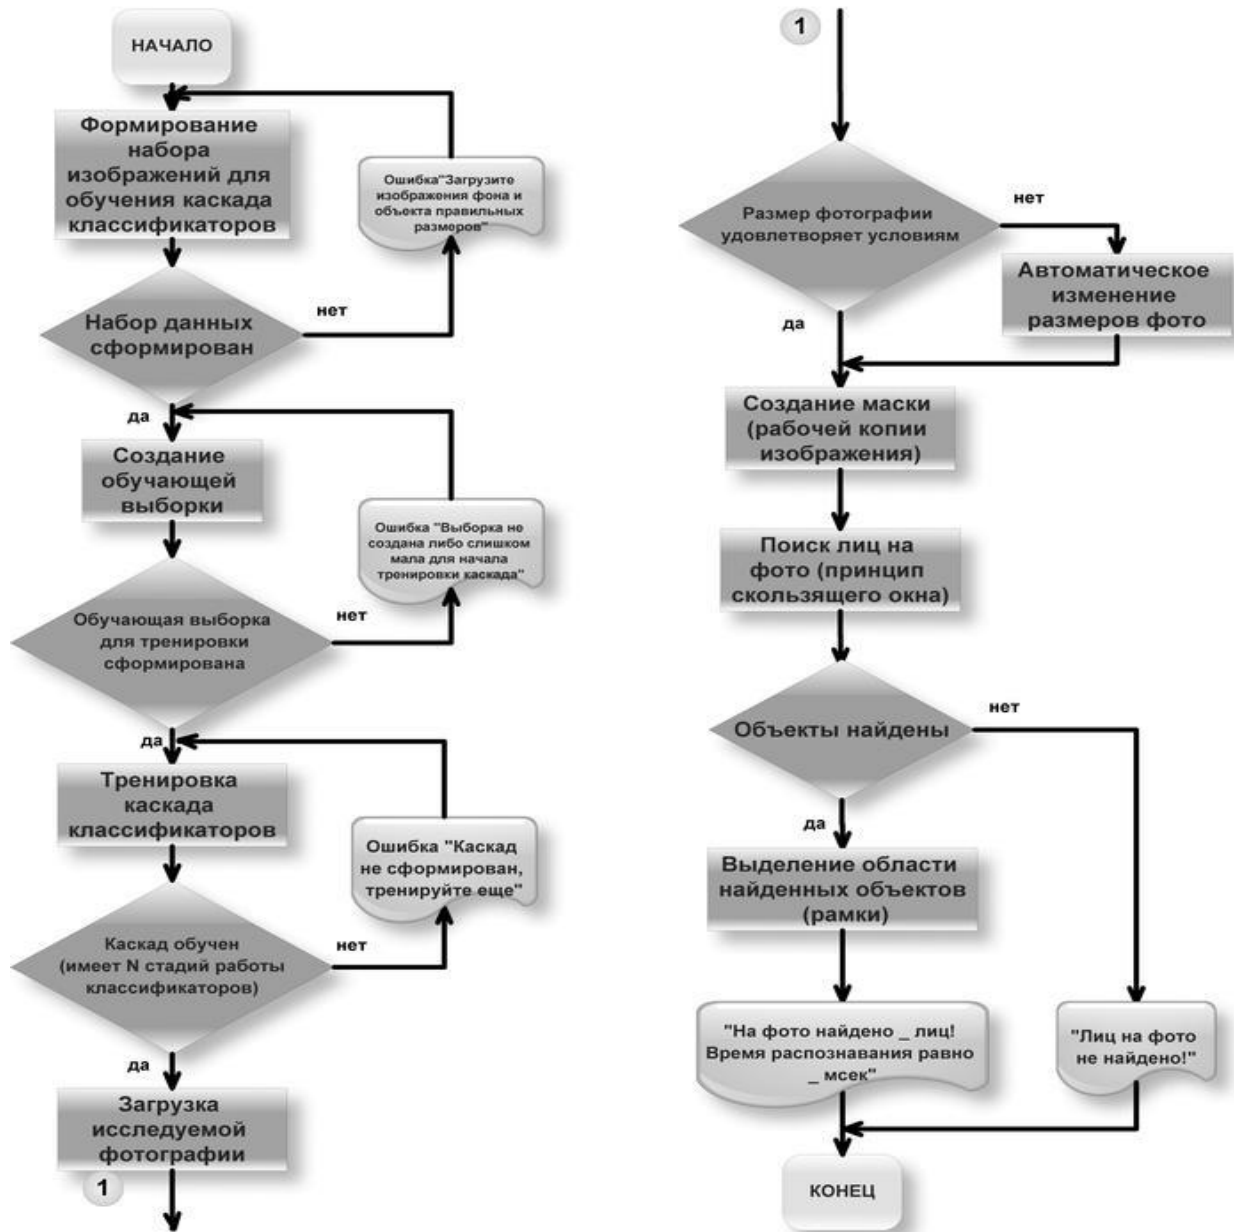 НАЧАЛО
Формирование
набора
изображений для
обучения каскада
классификаторов
Ошибка"Загрузите
изображения фона и
объекта правильных
размеров"
Набор данных
сформирован
нет
да
Создание
обучающей
выборки
Ошибка "Выборка не
создана либо слишком
мала для начала
тренировки каскада"
Обучающая выборка
для тренировки
сформирована
нет
да
Тренировка
каскада
классификаторов
Ошибка "Каскад
не сформирован,
тренируйте еще"
Каскад обучен
(имеет N стадий работы
классификаторов)
нет
да
Загрузка
исследуемой
фотографии
1
1
Размер фотографии
удовлетворяет условиям
нет
Автоматическое
изменение
размеров фото
да
Создание маски
(рабочей копии
изображения)
Поиск лиц на
фото (принцип
скользящего окна)
Объекты найдены
нет
да
Выделение области
найденных объектов
(рамки)
"На фото найдено _ лиц!
Время распознавания равно
_ мсек"
"Лиц на фото
не найдено!"
КОНЕЦ